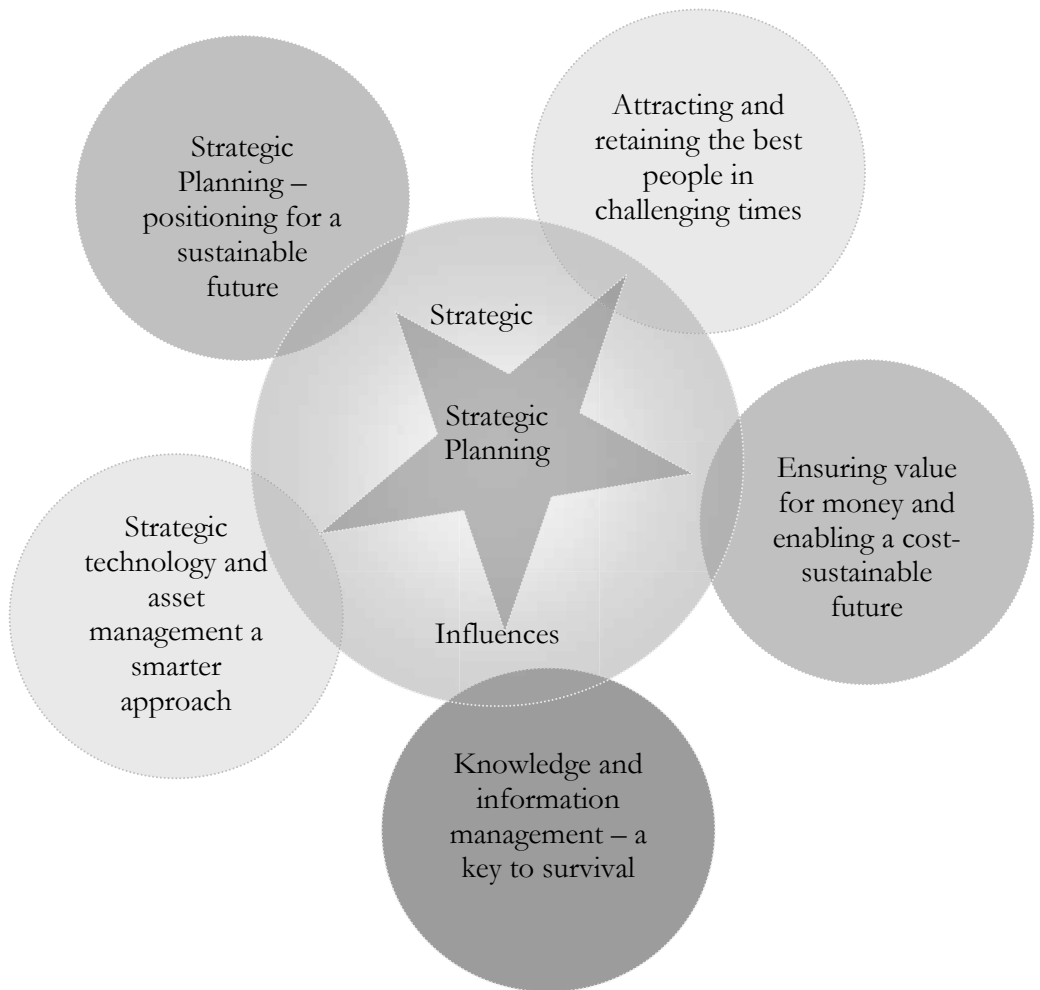 Strategic
Planning –
positioning for a
sustainable
future
Attracting and
retaining the best
people in
challenging times
Strategic
Strategic
Planning
Influences
Ensuring value
for money and
enabling a cost-
sustainable
future
Strategic
technology and
asset
management a
smarter
approach
Knowledge and
information
management – a
key to survival